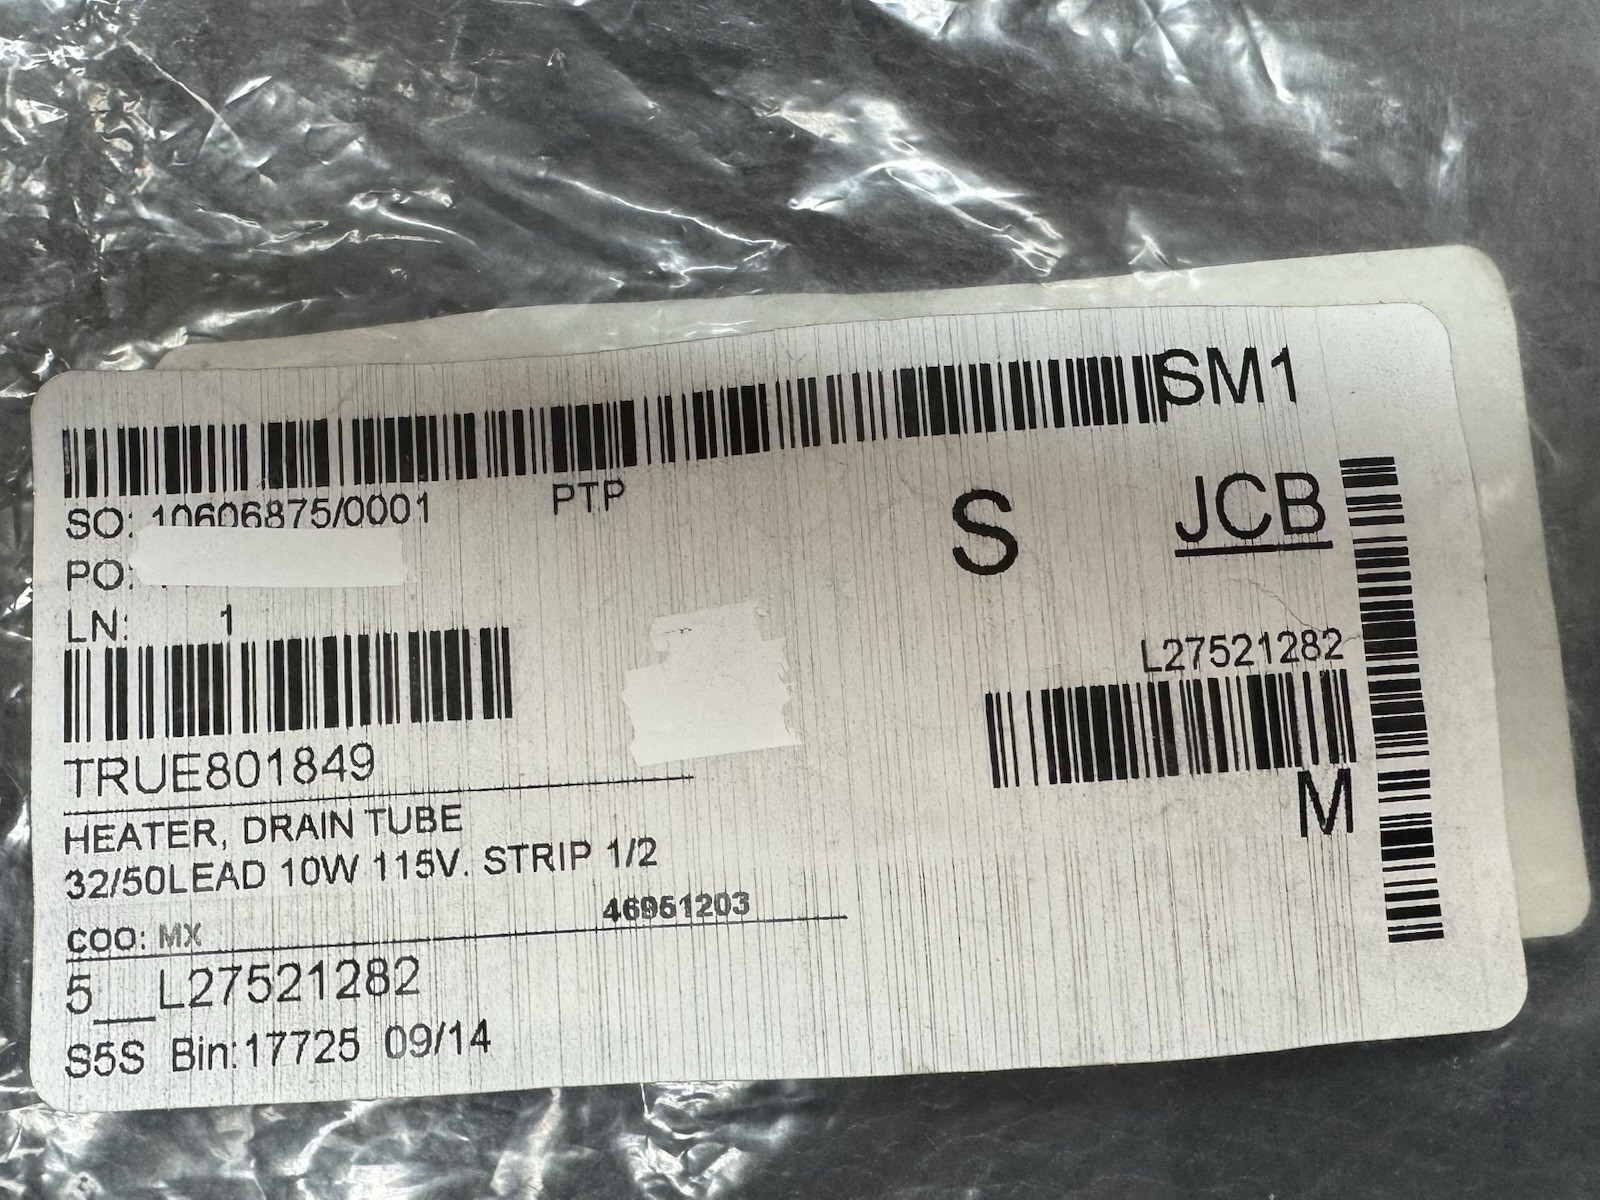 SM1
SO: 10606875/0001 PTP
S JCB
PO:
LN: 1
L27521282
TRUE801849
M
HEATER, DRAIN TUBE
32/50LEAD 10W 115V. STRIP 1/2
46951203
COO: MX
5__L27521282
S5S Bin:17725 09/14